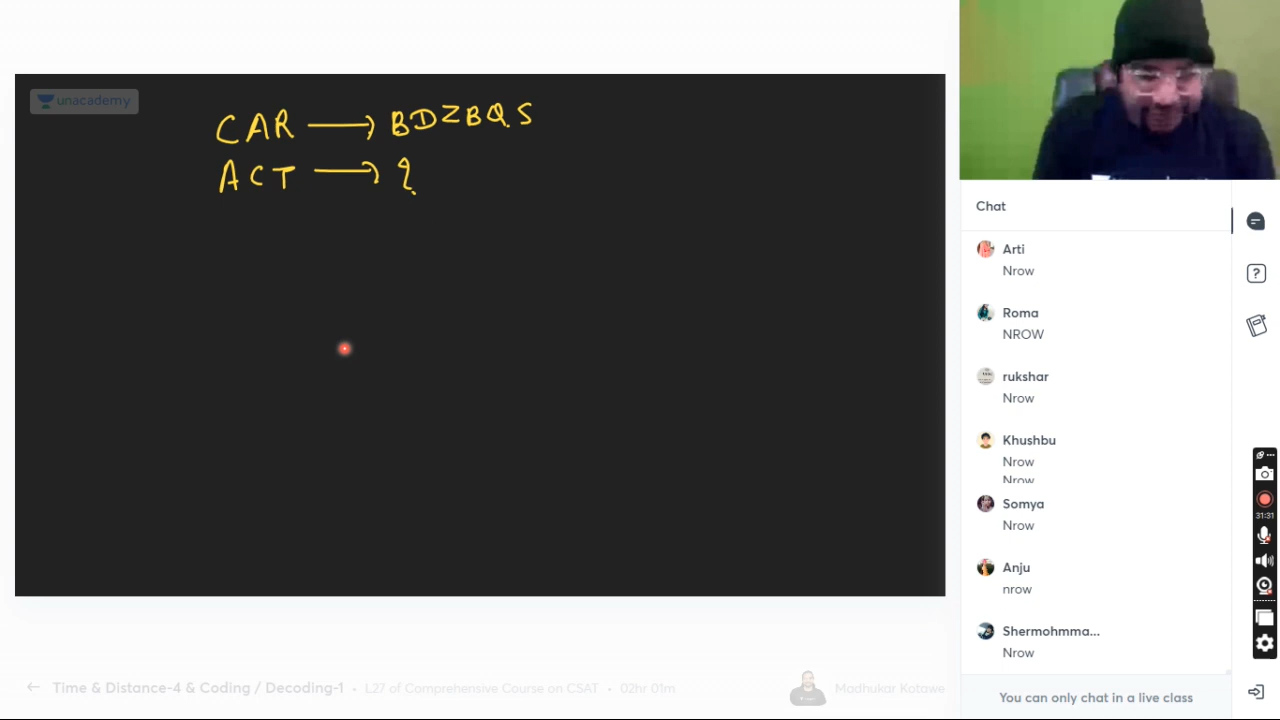 unacademy
CAR → BDZBQS
ACT → ?
Chat
Arti
Nrow
Roma
NROW
rukshar
Nrow
Khushbu
Nrow
Nrow
Somya
Nrow
Anju
nrow
Shermohmma...
Nrow
31:31
Time & Distance-4 & Coding / Decoding-1 • L27 of Comprehensive Course on CSAT • 02hr 01m
Madhukar Kotawe
You can only chat in a live class